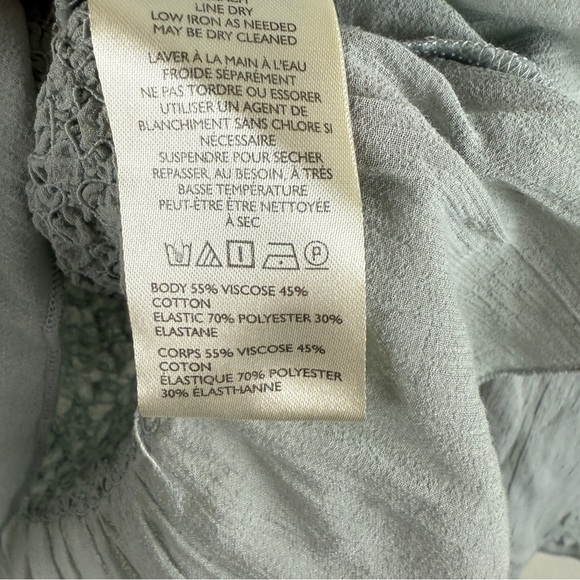 LINE DRY
LOW IRON AS NEEDED
MAY BE DRY CLEANED
LAVER À LA MAIN À L'EAU
FROIDE SÉPARÉMENT
NE PAS TORDRE OU ESSORER
UTILISER UN AGENT DE
BLANCHIMENT SANS CHLORE SI
NÉCESSAIRE
SUSPENDRE POUR SECHER
REPASSER, AU BESOIN, À TRÈS
BASSE TEMPÉRATURE
PEUT-ÊTRE ÊTRE NETTOYÉE
À SEC
P
BODY 55% VISCOSE 45%
COTTON
ELASTIC 70% POLYESTER 30%
ELASTANE
CORPS 55% VISCOSE 45%
COTON
ÉLASTIQUE 70% POLYESTER
30% ÉLASTHANNE